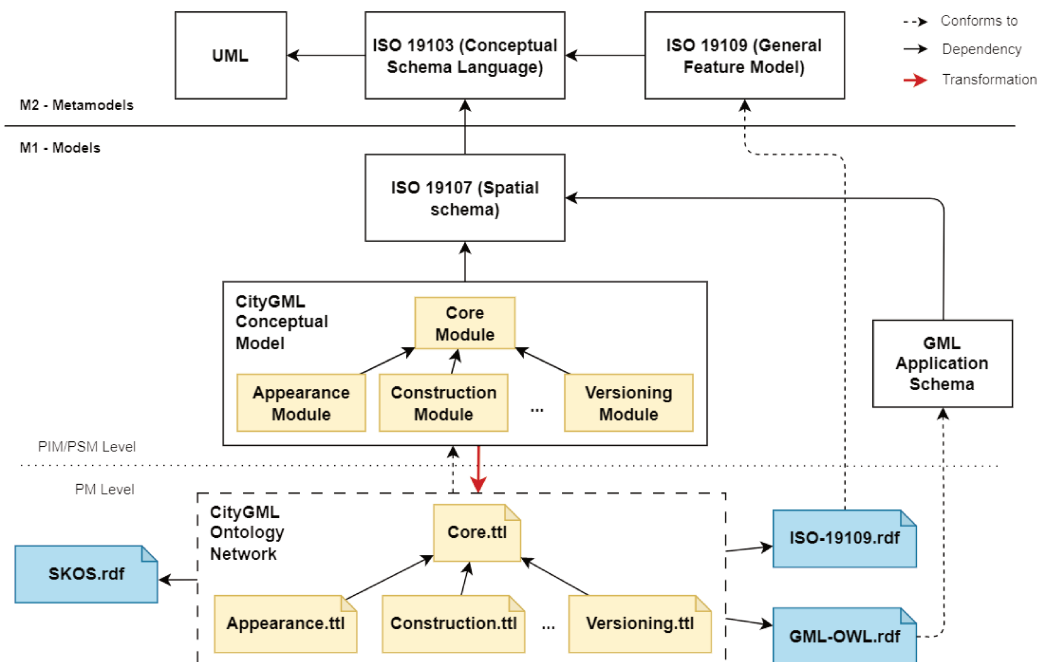 UML
ISO 19103 (Conceptual
Schema Language)
ISO 19109 (General
Feature Model)
Conforms to
Dependency
Transformation
M2 - Metamodels
M1 - Models
ISO 19107 (Spatial
schema)
CityGML
Conceptual
Model
Core
Module
Appearance
Module
Construction
Module
...
Versioning
Module
GML
Application
Schema
PIM/PSM Level
PM Level
CityGML
Ontology
Network
Core.ttl
ISO-19109.rdf
SKOS.rdf
Appearance.ttl
Construction.ttl
...
Versioning.ttl
GML-OWL.rdf